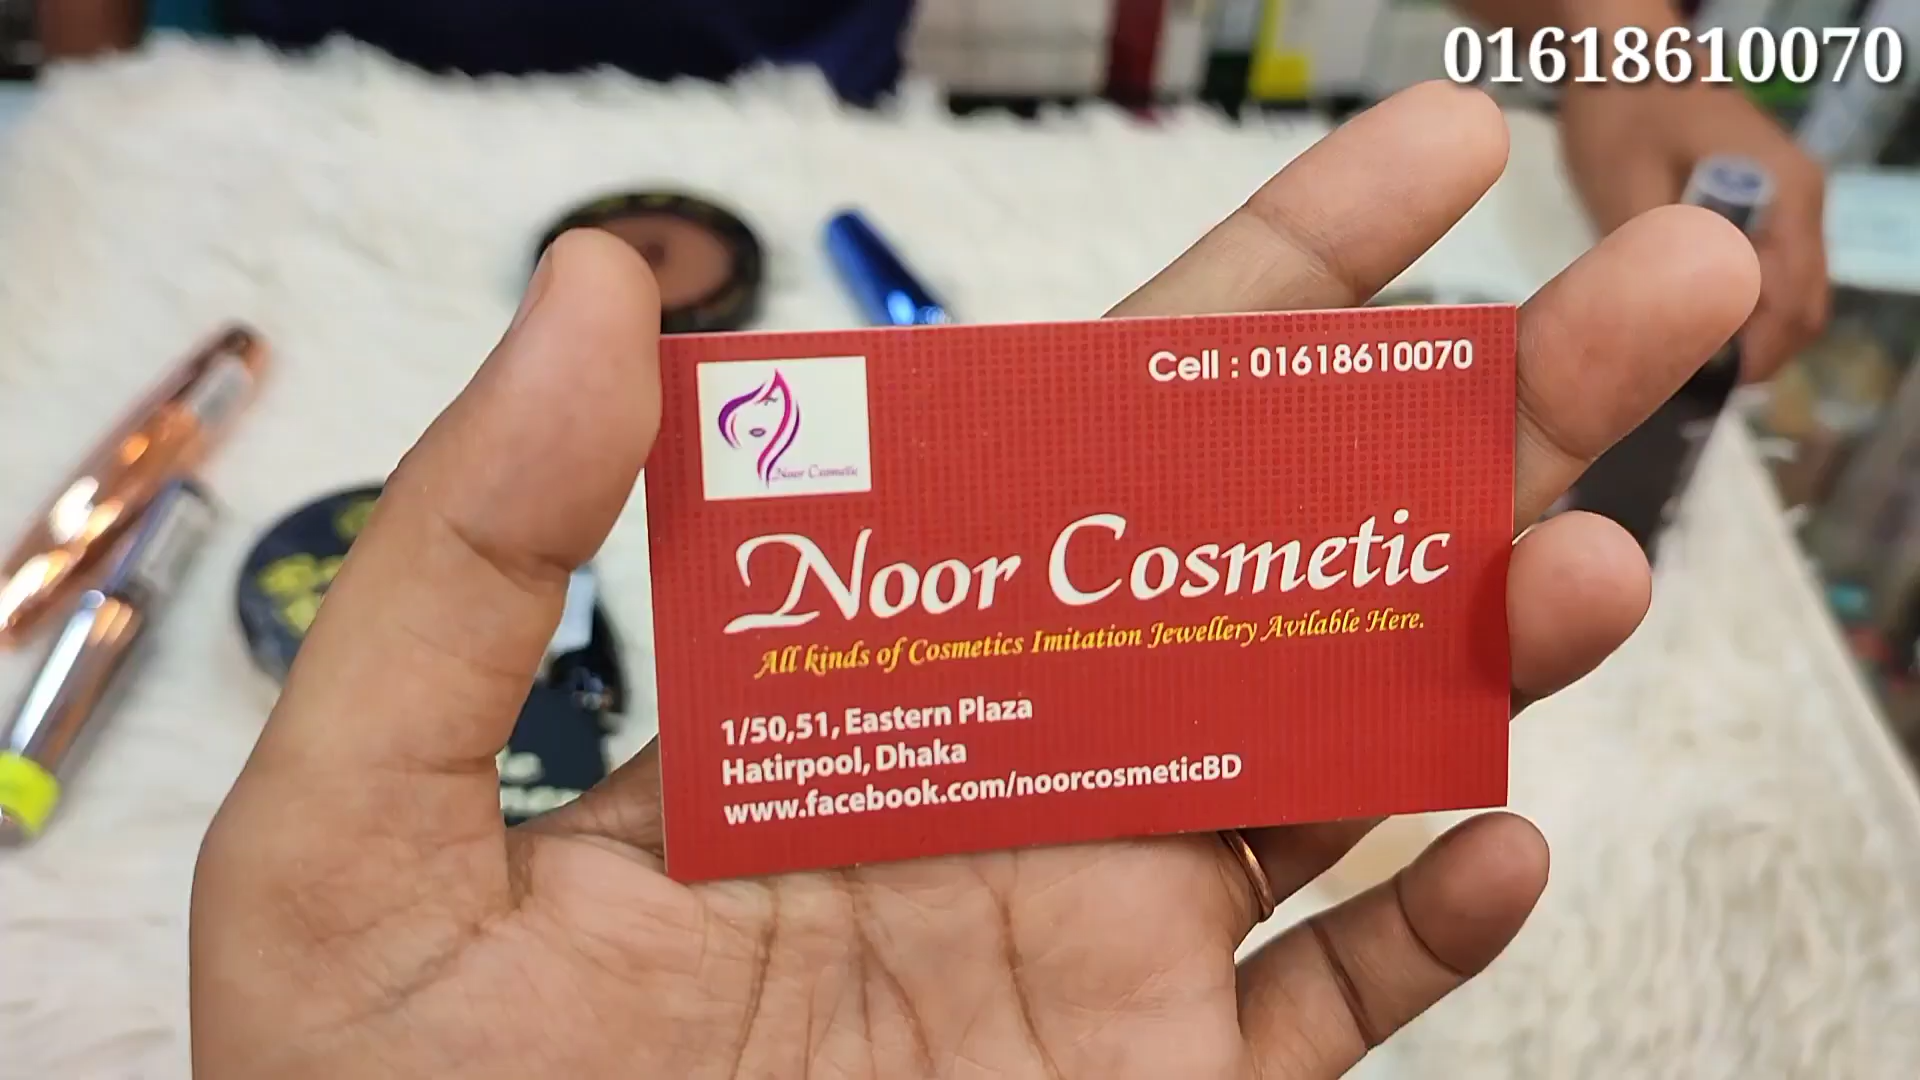 01618610070
Cell : 01618610070
Noor Cosmetic
Noor Cosmetic
All kinds of Cosmetics Imitation Jewellery Avilable Here.
1/50,51, Eastern Plaza
Hatirpool, Dhaka
www.facebook.com/noorcosmeticBD